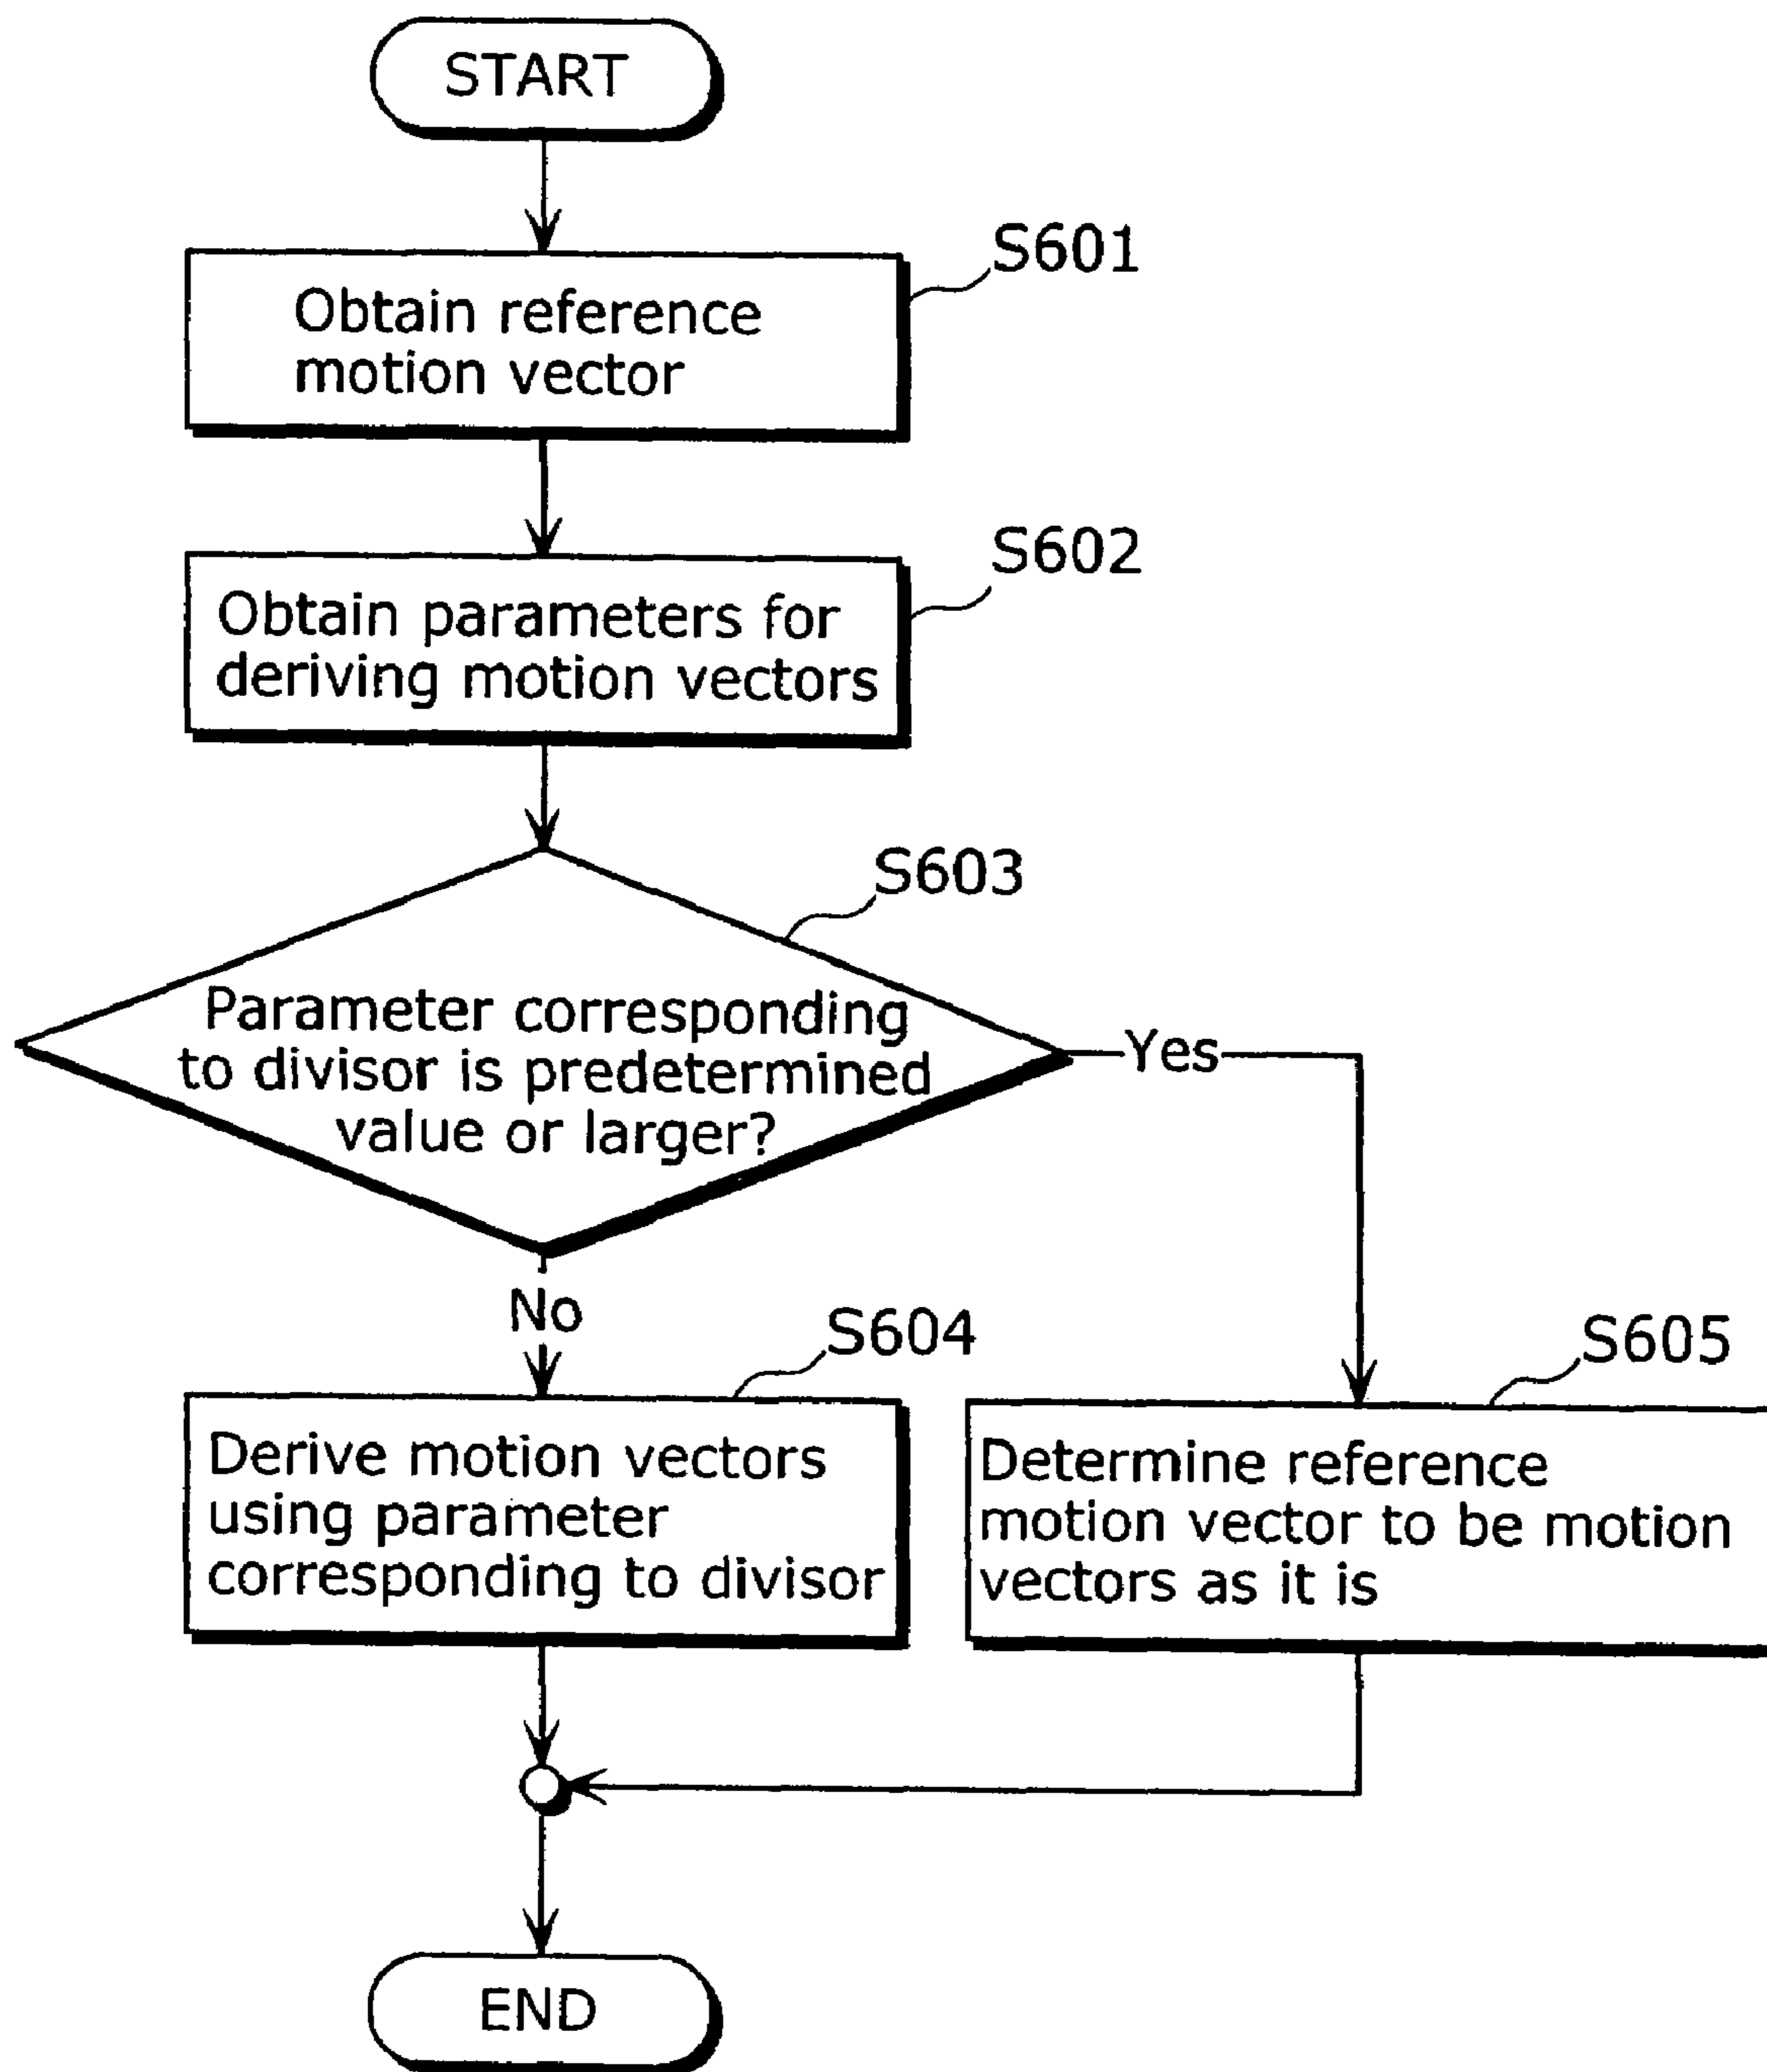 START
S601
Obtain reference
motion vector
S602
Obtain parameters for
deriving motion vectors
S603
Parameter corresponding
to divisor is predetermined
value or larger?
Yes
No
S604
Derive motion vectors
using parameter
corresponding to divisor
S605
Determine reference
motion vector to be motion
vectors as it is
END